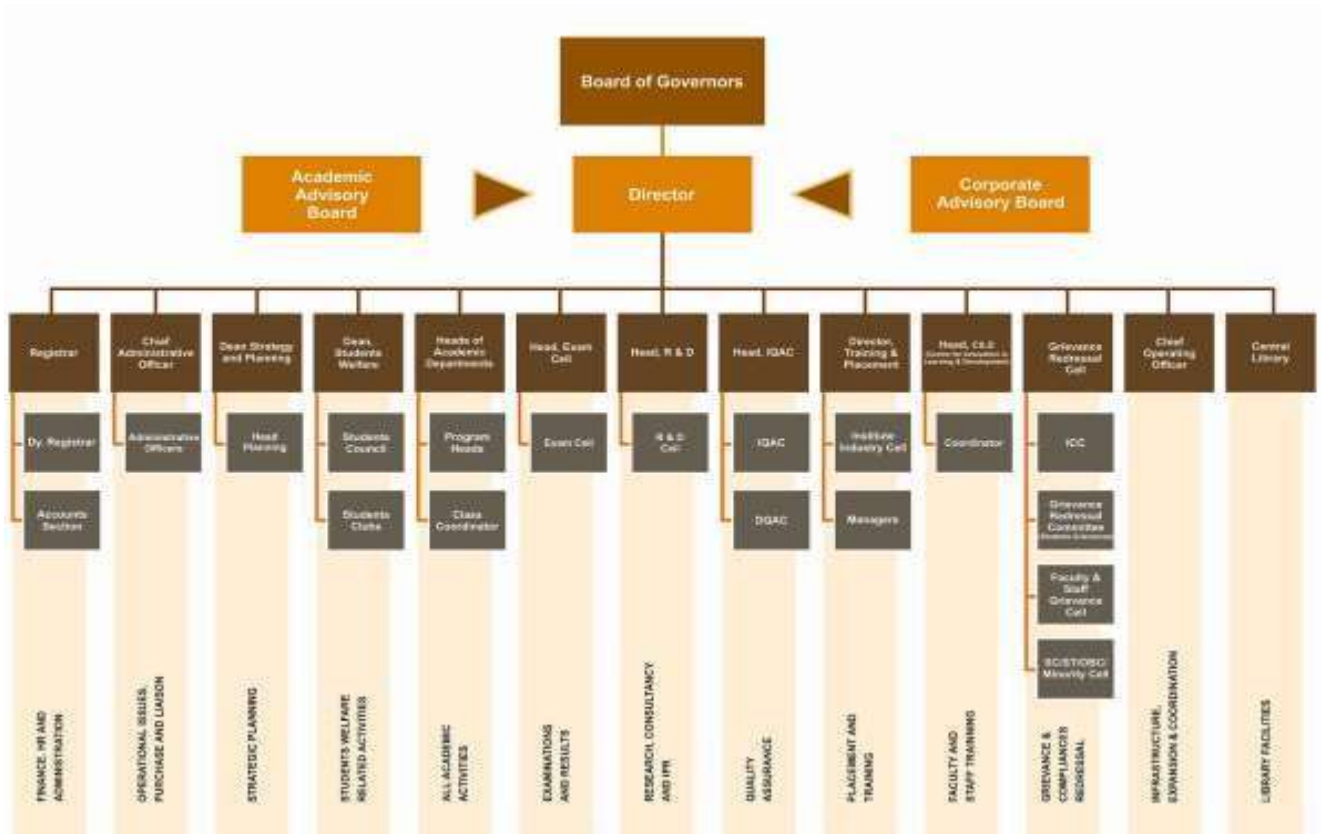 Board of Governors
Academic
Advisory
Board
Director
Corporate
Advisory Board
Registrar
Chief
Administrative
Officer
Dean Strategy
and Planning
Dean,
Students
Welfare
Heads of
Academic
Departments
Head, Exam
Cell
Head, R & D
Head, IQAC
Director,
Training &
Placement
Head,
Learning & Development
Grievance
Redressal
Cell
Chief
Operating
Officer
Central
Library
Dy. Registrar
Administrative
Officers
Head
Planning
Students
Council
Program
Heads
Exam Cell
R & D
Cell
IQAC
Institute
Industry Cell
Coordinator
ICC
Accounts
Section
Students
Clubs
Class
Coordinator
DQAC
Managers
Grievance
Redressal
Committee
Faculty &
Staff
Grievance
Cell
SC/ST/OBC/
Minority Cell
FINANCE, HR AND
ADMINISTRATION
OPERATIONAL ISSUES,
PURCHASE AND LIAISON
STRATEGIC PLANNING
STUDENTS WELFARE
RELATED ACTIVITIES
ALL ACADEMIC
ACTIVITIES
EXAMINATIONS
AND RESULTS
RESEARCH, CONSULTANCY
AND IPR
QUALITY
ASSURANCE
PLACEMENT AND
TRAINING
FACULTY AND
STAFF TRAINNING
GRIEVANCE &
COMPLIANCES
REDRESSAL
INFRASTRUCTURE,
EXPANSION & COORDINATION
LIBRARY FACILITIES